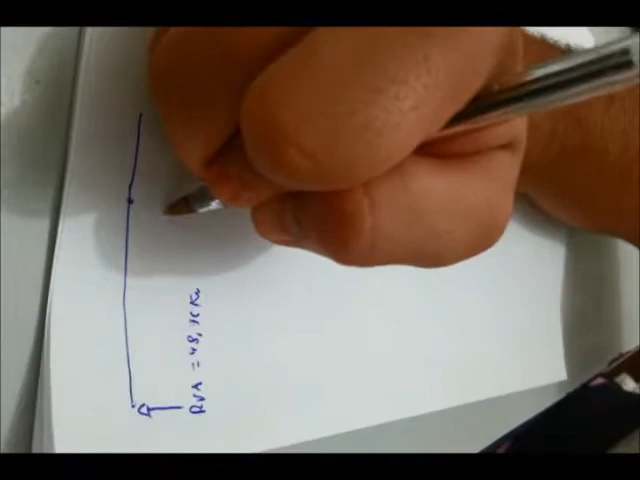 RVA = 48,